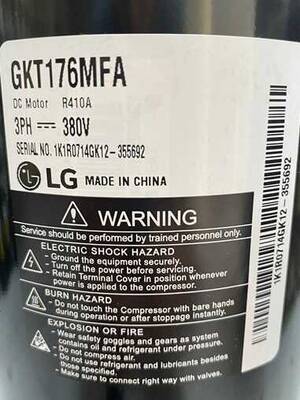 GKT176MFA
DC Motor R410A
3PH 380V
SERIAL NO. 1K1R0714GK12-355692
LG MADE IN CHINA
WARNING
Service should be performed by trained personnel only.
ELECTRIC SHOCK HAZARD
- Ground the equipment securely.
- Turn off the power before servicing.
- Retain Terminal Cover in position whenever
power is applied to the compressor.
BURN HAZARD
- Do not touch the Compressor with bare hands
during operation or after stoppage instantly.
EXPLOSION OR FIRE
- Wear safety goggles and gears as system
contains oil and refrigerant under pressure.
- Do not compress air.
- Do not use refrigerant and lubricants besides
those specified.
- Make sure to connect right way with valves.
1K1R0714GK12-355692